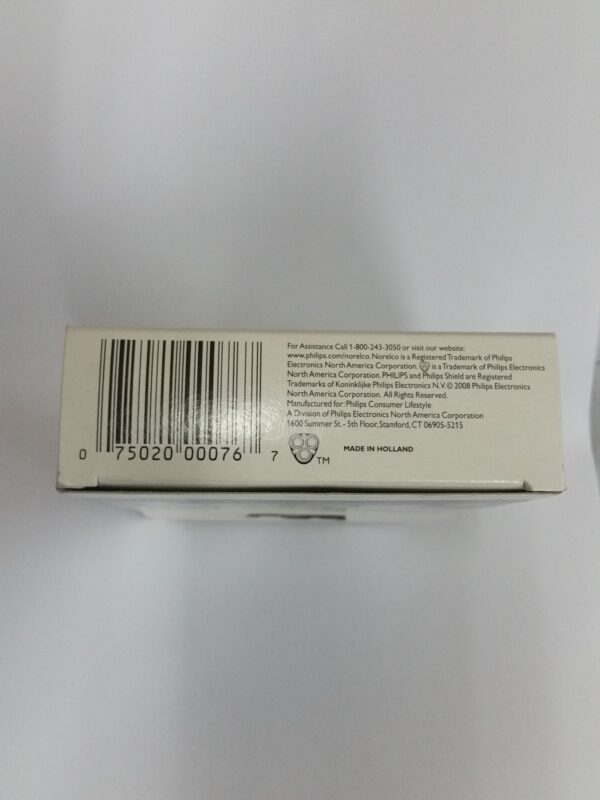 0 75020 00076 7
For Assistance Call 1-800-243-3050 or visit our website:
www.philips.com/norelco. Norelco is a Registered Trademark of Philips
Electronics North America Corporation. is a Trademark of Philips Electronics
North America Corporation. PHILIPS and Philips Shield are Registered
Trademarks of Koninklijke Philips Electronics N.V. © 2008 Philips Electronics
North America Corporation. All Rights Reserved.
Manufactured for: Philips Consumer Lifestyle
A Division of Philips Electronics North America Corporation
1600 Summer St. - 5th Floor, Stamford, CT 06905-5215
TM
MADE IN HOLLAND